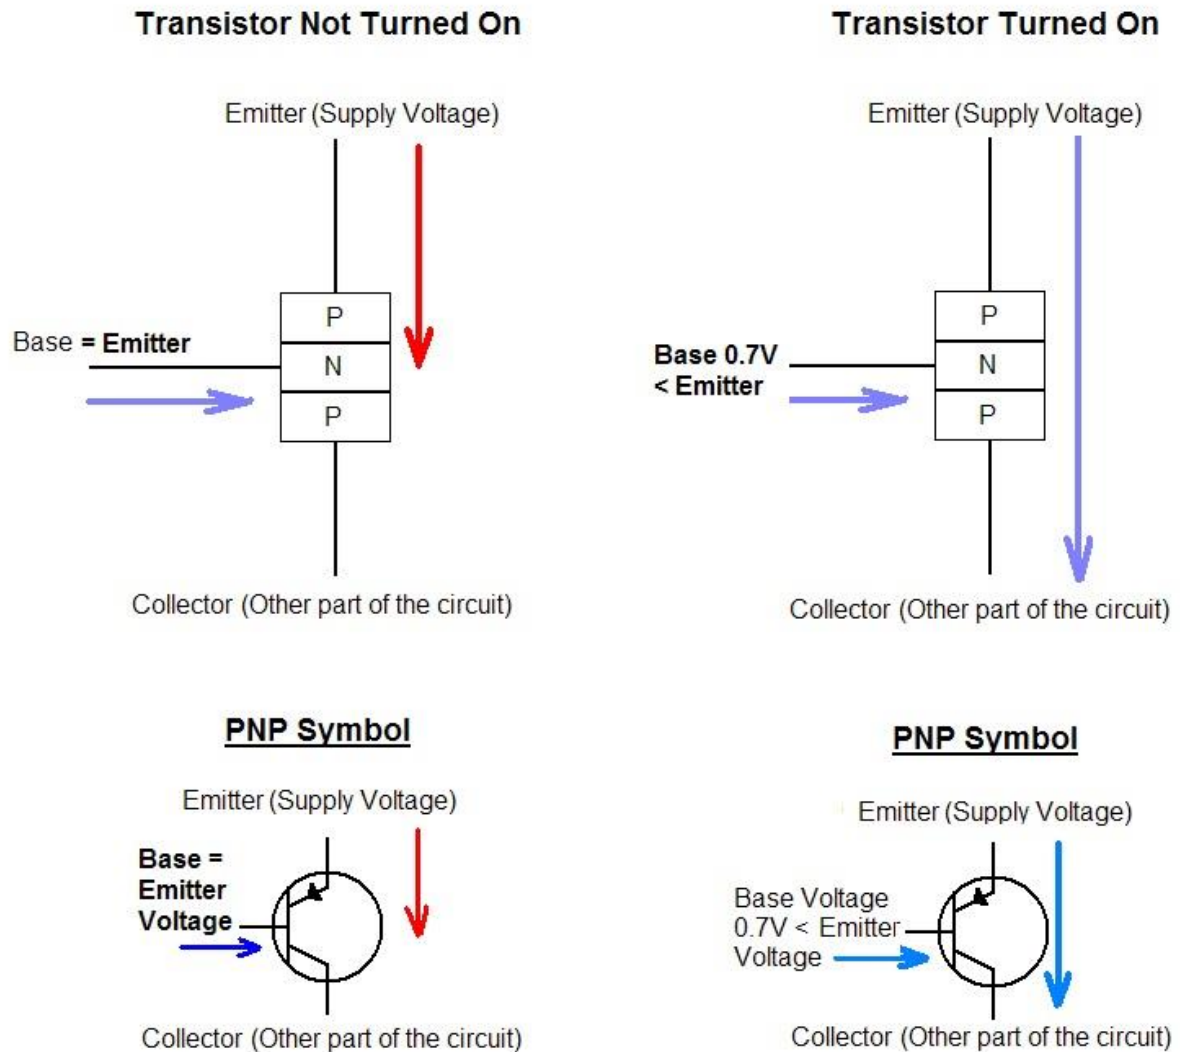 Transistor Not Turned On
Emitter (Supply Voltage)
P
Base = Emitter
N
P
Collector (Other part of the circuit)
Transistor Turned On
Emitter (Supply Voltage)
P
Base 0.7V
< Emitter
N
P
Collector (Other part of the circuit)
PNP Symbol
Emitter (Supply Voltage)
Base =
Emitter
Voltage
Collector (Other part of the circuit)
PNP Symbol
Emitter (Supply Voltage)
Base Voltage
0.7V < Emitter
Voltage
Collector (Other part of the circuit)